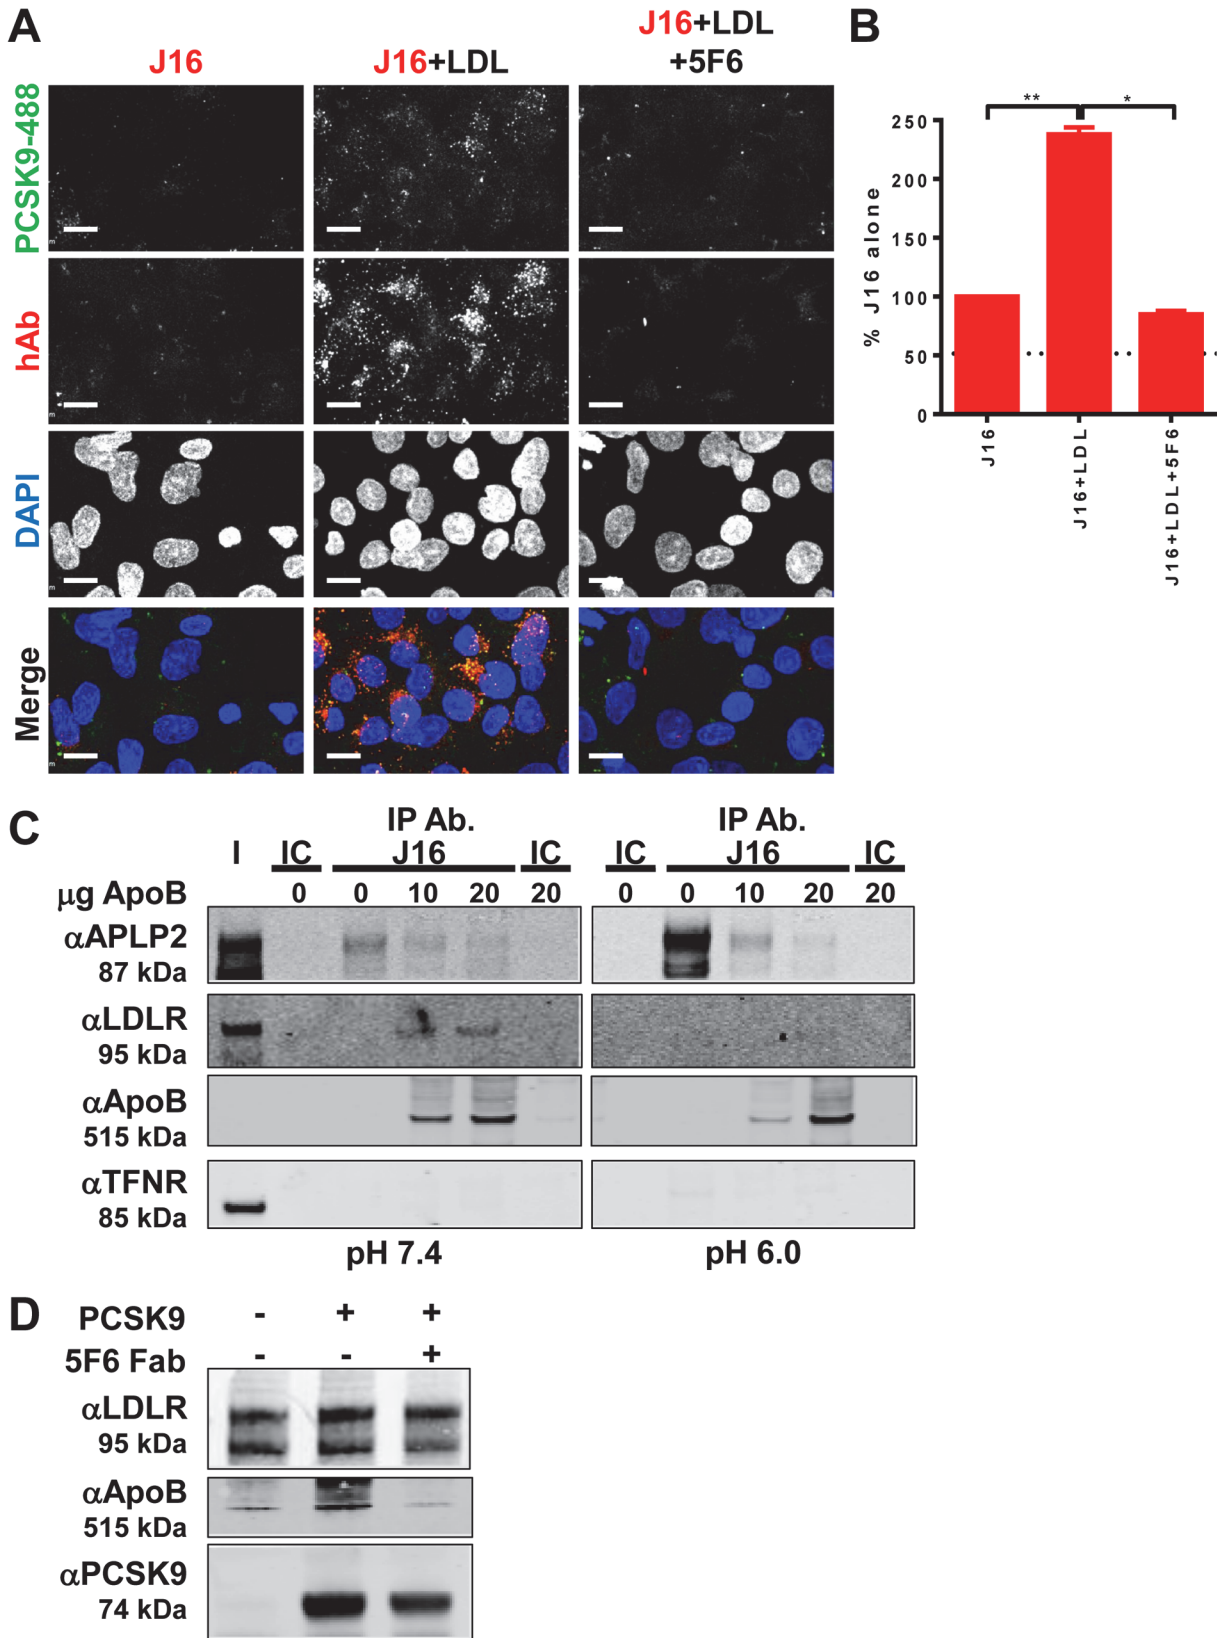 A
J16
J16+LDL
J16+LDL
+5F6
PCSK9-488
hAb
DAPI
Merge
B
** *
% J16 alone
250
200
150
100
50
0
J16
J16+LDL
J16+LDL+5F6
C
IP Ab. IP Ab.
I IC J16 IC IC J16 IC
μg ApoB 0 0 10 20 20 0 0 10 20 20
αAPLP2
87 kDa
αLDLR
95 kDa
αApoB
515 kDa
αTFNR
85 kDa
pH 7.4 pH 6.0
D
PCSK9 - + +
5F6 Fab - - +
αLDLR
95 kDa
αApoB
515 kDa
αPCSK9
74 kDa